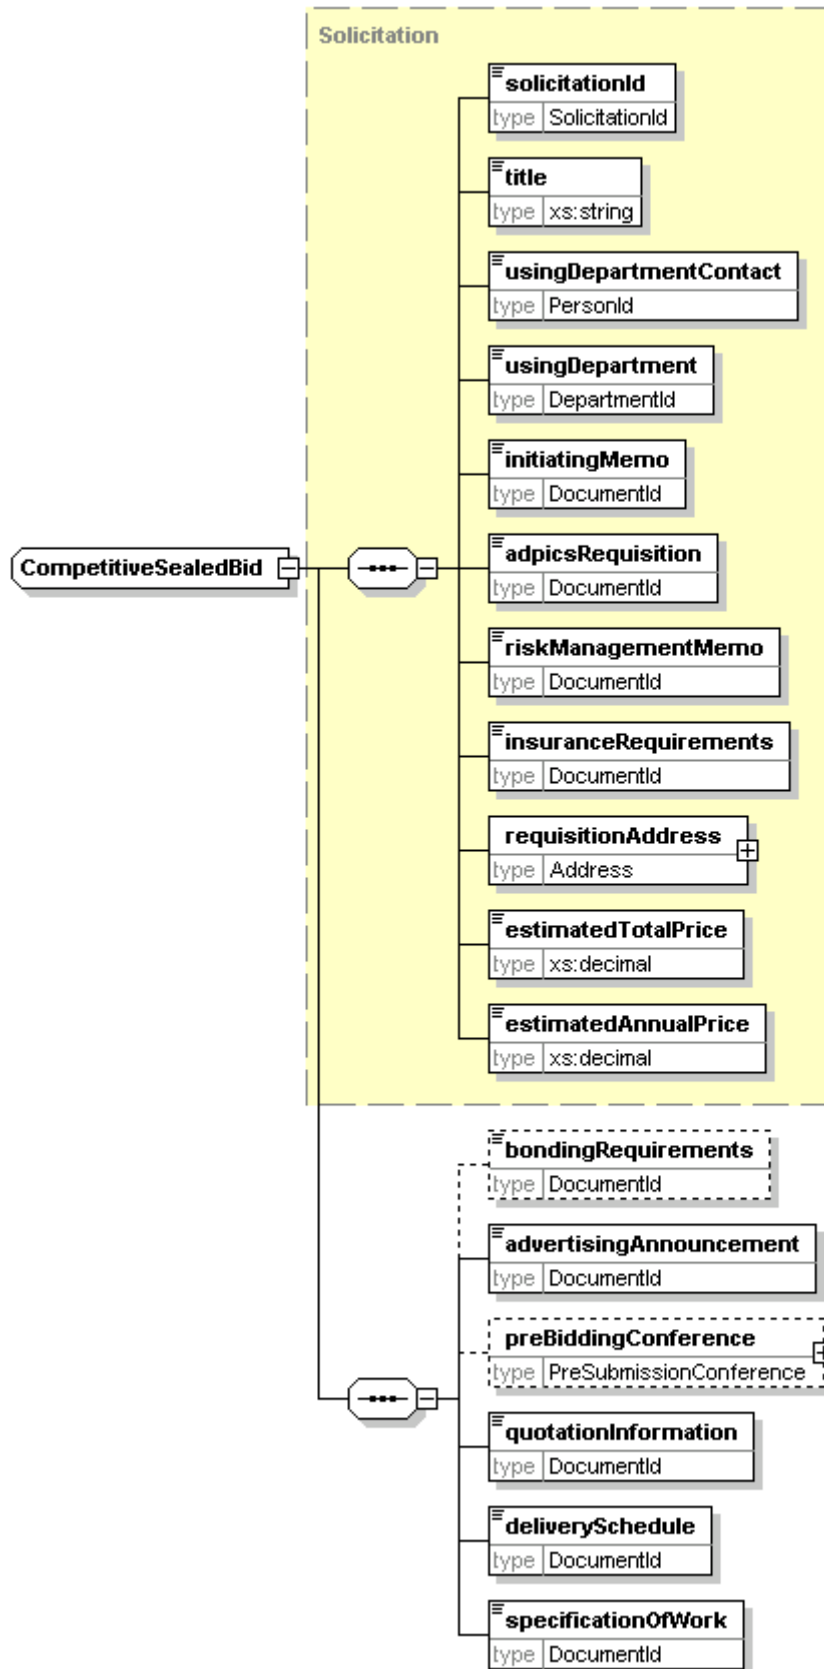 Solicitation
solicitationId
type SolicitationId
title
type xs:string
usingDepartmentContact
type PersonId
usingDepartment
type DepartmentId
initiatingMemo
type DocumentId
CompetitiveSealedBid
adpicsRequisition
type DocumentId
riskManagementMemo
type DocumentId
insuranceRequirements
type DocumentId
requisitionAddress
type Address
estimatedTotalPrice
type xs:decimal
estimatedAnnualPrice
type xs:decimal
bondingRequirements
type DocumentId
advertisingAnnouncement
type DocumentId
preBiddingConference
type PreSubmissionConference
quotationInformation
type DocumentId
deliverySchedule
type DocumentId
specificationOfWork
type DocumentId